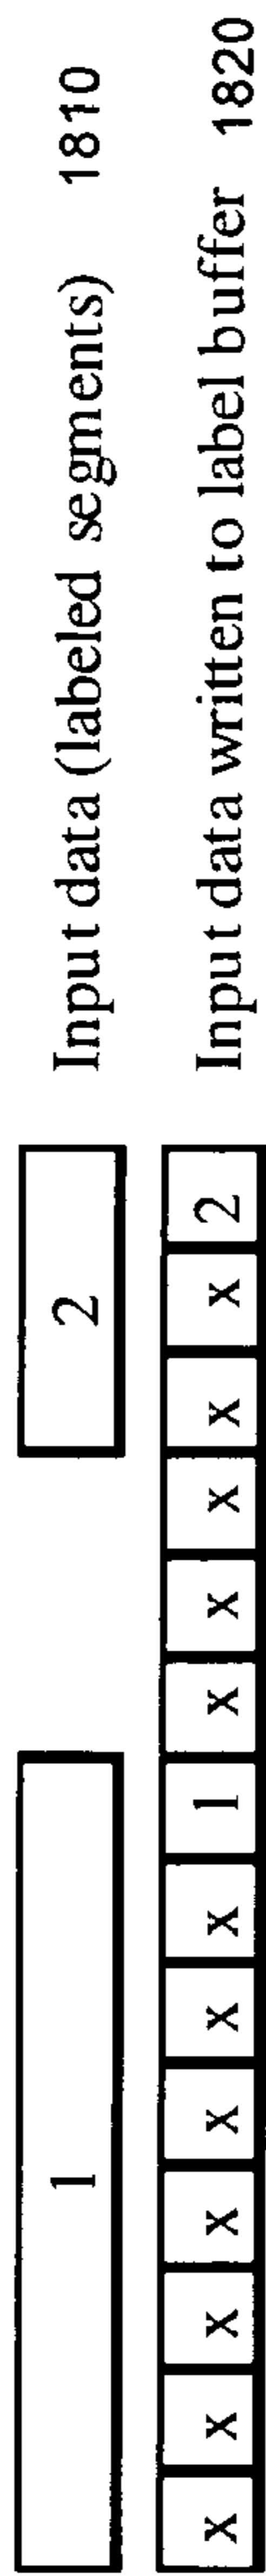 1 2 Input data (labeled segments) 1810
x x x x x x x 1 x x x x x 2 Input data written to label buffer 1820